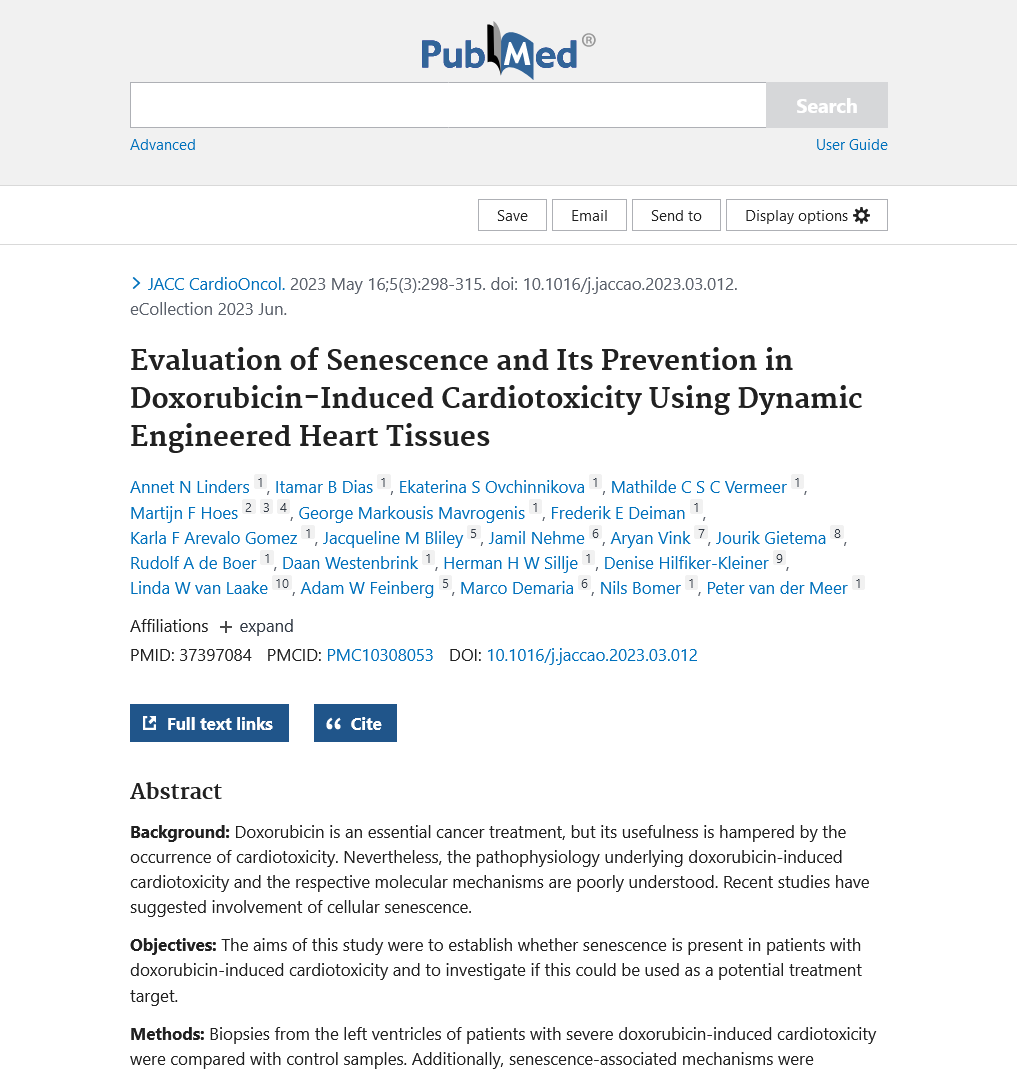 PubMed®
Search
Advanced
User Guide
Save
Email
Send to
Display options
JACC CardioOncol. 2023 May 16;5(3):298-315. doi: 10.1016/j.jaccao.2023.03.012.
eCollection 2023 Jun.
Evaluation of Senescence and Its Prevention in
Doxorubicin-Induced Cardiotoxicity Using Dynamic
Engineered Heart Tissues
Annet N Linders 1, Itamar B Dias 1, Ekaterina S Ovchinnikova 1, Mathilde C S C Vermeer 1,
Martijn F Hoes 2 3 4, George Markousis Mavrogenis 1, Frederik E Deiman 1,
Karla F Arevalo Gomez 1, Jacqueline M Bliley 5, Jamil Nehme 6, Aryan Vink 7, Jourik Gietema 8,
Rudolf A de Boer 1, Daan Westenbrink 1, Herman H W Sillje 1, Denise Hilfiker-Kleiner 9,
Linda W van Laake 10, Adam W Feinberg 5, Marco Demaria 6, Nils Bomer 1, Peter van der Meer 1
Affiliations + expand
PMID: 37397084 PMCID: PMC10308053 DOI: 10.1016/j.jaccao.2023.03.012
Full text links
Cite
Abstract
Background: Doxorubicin is an essential cancer treatment, but its usefulness is hampered by the
occurrence of cardiotoxicity. Nevertheless, the pathophysiology underlying doxorubicin-induced
cardiotoxicity and the respective molecular mechanisms are poorly understood. Recent studies have
suggested involvement of cellular senescence.
Objectives: The aims of this study were to establish whether senescence is present in patients with
doxorubicin-induced cardiotoxicity and to investigate if this could be used as a potential treatment
target.
Methods: Biopsies from the left ventricles of patients with severe doxorubicin-induced cardiotoxicity
were compared with control samples. Additionally, senescence-associated mechanisms were